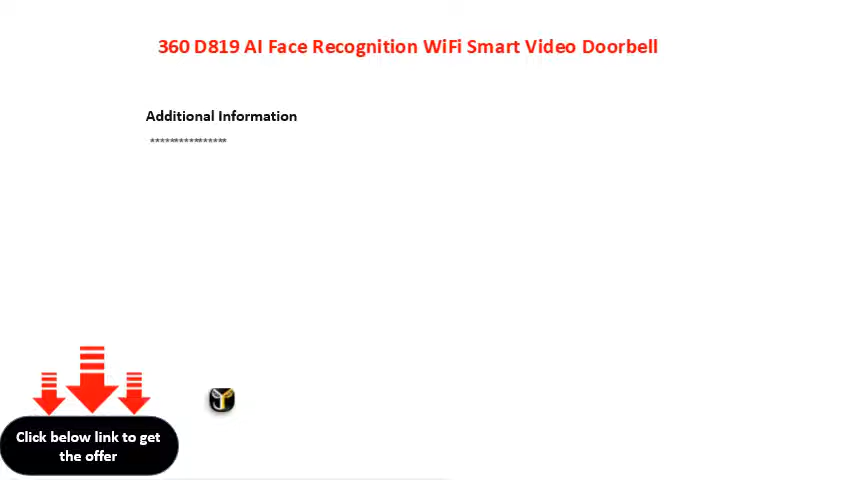 360 D819 AI Face Recognition WiFi Smart Video Doorbell
Additional Information
****************
Click below link to get
the offer